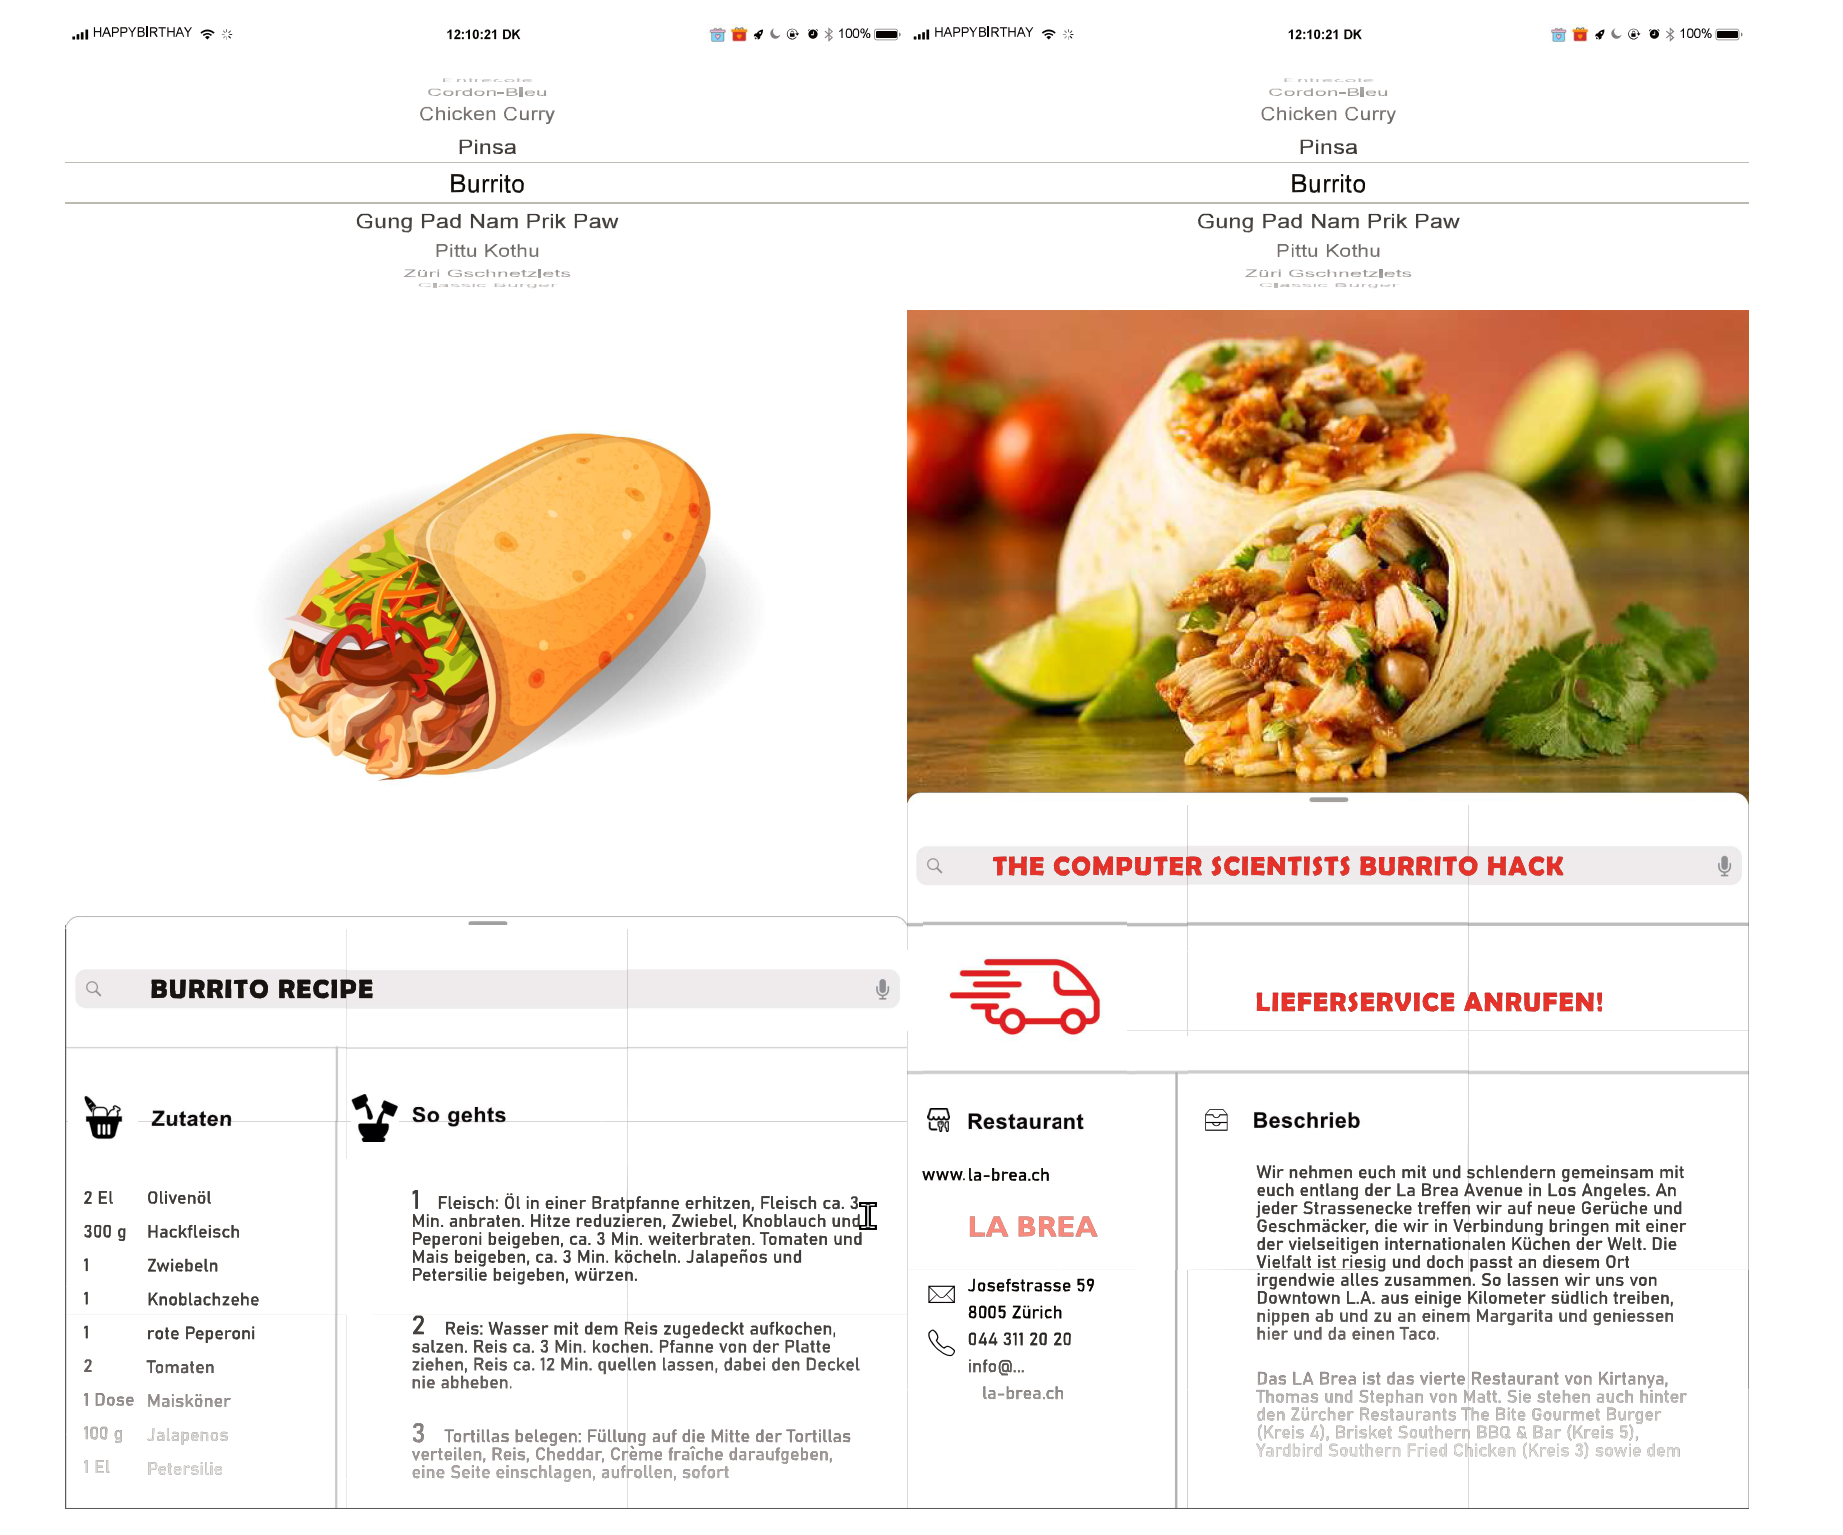 HAPPYBIRTHAY
12:10:21 DK
100%
Entrecote
Cordon-Bleu
Chicken Curry
Pinsa
Burrito
Gung Pad Nam Prik Paw
Pittu Kothu
Züri Gschnetzlets
Classic Burger
BURRITO RECIPE
Zutaten
2 El Olivenöl
300 g Hackfleisch
1 Zwiebeln
1 Knoblachzehe
1 rote Peperoni
2 Tomaten
1 Dose Maisköner
100 g Jalapenos
1 El Petersilie
So gehts
1 Fleisch: Öl in einer Bratpfanne erhitzen, Fleisch ca. 3
Min. anbraten. Hitze reduzieren, Zwiebel, Knoblauch und
Peperoni beigeben, ca. 3 Min. weiterbraten. Tomaten und
Mais beigeben, ca. 3 Min. köcheln. Jalapeños und
Petersilie beigeben, würzen.
2 Reis: Wasser mit dem Reis zugedeckt aufkochen,
salzen. Reis ca. 3 Min. kochen. Pfanne von der Platte
ziehen, Reis ca. 12 Min. quellen lassen, dabei den Deckel
nie abheben.
3 Tortillas belegen: Füllung auf die Mitte der Tortillas
verteilen, Reis, Cheddar, Crème fraîche daraufgeben,
eine Seite einschlagen, aufrollen, sofort
HAPPYBIRTHAY
12:10:21 DK
100%
Entrecote
Cordon-Bleu
Chicken Curry
Pinsa
Burrito
Gung Pad Nam Prik Paw
Pittu Kothu
Züri Gschnetzlets
Classic Burger
THE COMPUTER SCIENTISTS BURRITO HACK
LIEFERSERVICE ANRUFEN!
Restaurant
www.la-brea.ch
LA BREA
Josefstrasse 59
8005 Zürich
044 311 20 20
info@...
la-brea.ch
Beschrieb
Wir nehmen euch mit und schlendern gemeinsam mit
euch entlang der La Brea Avenue in Los Angeles. An
jeder Strassenecke treffen wir auf neue Gerüche und
Geschmäcker, die wir in Verbindung bringen mit einer
der vielseitigen internationalen Küchen der Welt. Die
Vielfalt ist riesig und doch passt an diesem Ort
irgendwie alles zusammen. So lassen wir uns von
Downtown L.A. aus einige Kilometer südlich treiben,
nippen ab und zu an einem Margarita und geniessen
hier und da einen Taco.
Das LA Brea ist das vierte Restaurant von Kirtanya,
Thomas und Stephan von Matt. Sie stehen auch hinter
den Zürcher Restaurants The Bite Gourmet Burger
(Kreis 4), Brisket Southern BBQ & Bar (Kreis 5),
Yardbird Southern Fried Chicken (Kreis 3) sowie dem